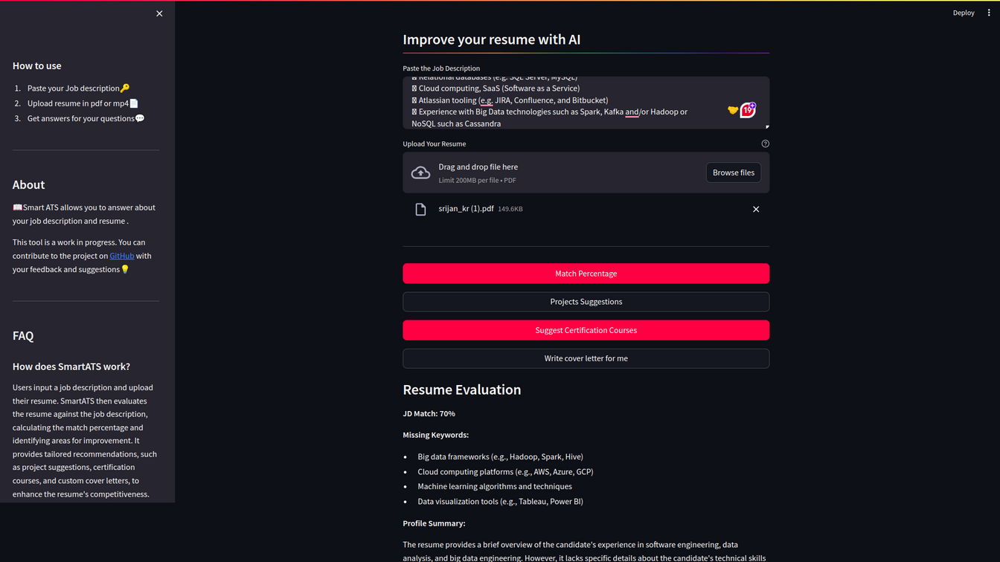 Deploy
How to use
1. Paste your Job description🔑
2. Upload resume in pdf or mp4📄
3. Get answers for your questions💬
About
📖Smart ATS allows you to answer about
your job description and resume .
This tool is a work in progress. You can
contribute to the project on GitHub with
your feedback and suggestions💡
FAQ
How does SmartATS work?
Users input a job description and upload
their resume. SmartATS then evaluates
the resume against the job description,
calculating the match percentage and
identifying areas for improvement. It
provides tailored recommendations, such
as project suggestions, certification
courses, and custom cover letters, to
enhance the resume's competitiveness.
Improve your resume with AI
Paste the Job Description
Relational databases (e.g. SQL Server, MySQL)
Cloud computing, SaaS (Software as a Service)
Atlassian tooling (e.g. JIRA, Confluence, and Bitbucket)
Experience with Big Data technologies such as Spark, Kafka and/or Hadoop or
NoSQL such as Cassandra
19
Upload Your Resume
Drag and drop file here
Limit 200MB per file • PDF
Browse files
srijan_kr (1).pdf 149.6KB
Match Percentage
Projects Suggestions
Suggest Certification Courses
Write cover letter for me
Resume Evaluation
JD Match: 70%
Missing Keywords:
• Big data frameworks (e.g., Hadoop, Spark, Hive)
• Cloud computing platforms (e.g., AWS, Azure, GCP)
• Machine learning algorithms and techniques
• Data visualization tools (e.g., Tableau, Power BI)
Profile Summary:
The resume provides a brief overview of the candidate's experience in software engineering, data
analysis, and big data engineering. However, it lacks specific details about the candidate's technical skills